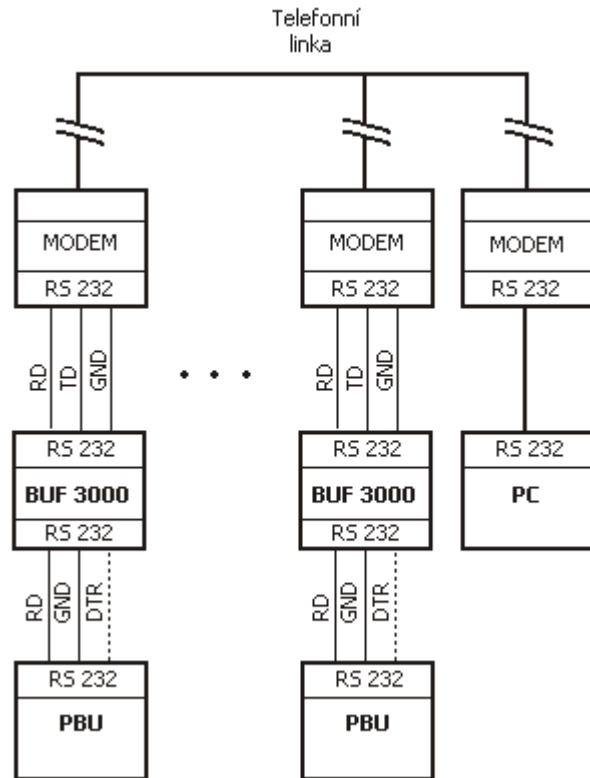 Telefonní
linka
MODEM MODEM MODEM
RS 232 RS 232 RS 232
RD TD GND RD TD GND
RS 232 RS 232 RS 232
BUF 3000 BUF 3000 PC
RS 232 RS 232
RD GND DTR RD GND DTR
RS 232 RS 232
PBU PBU